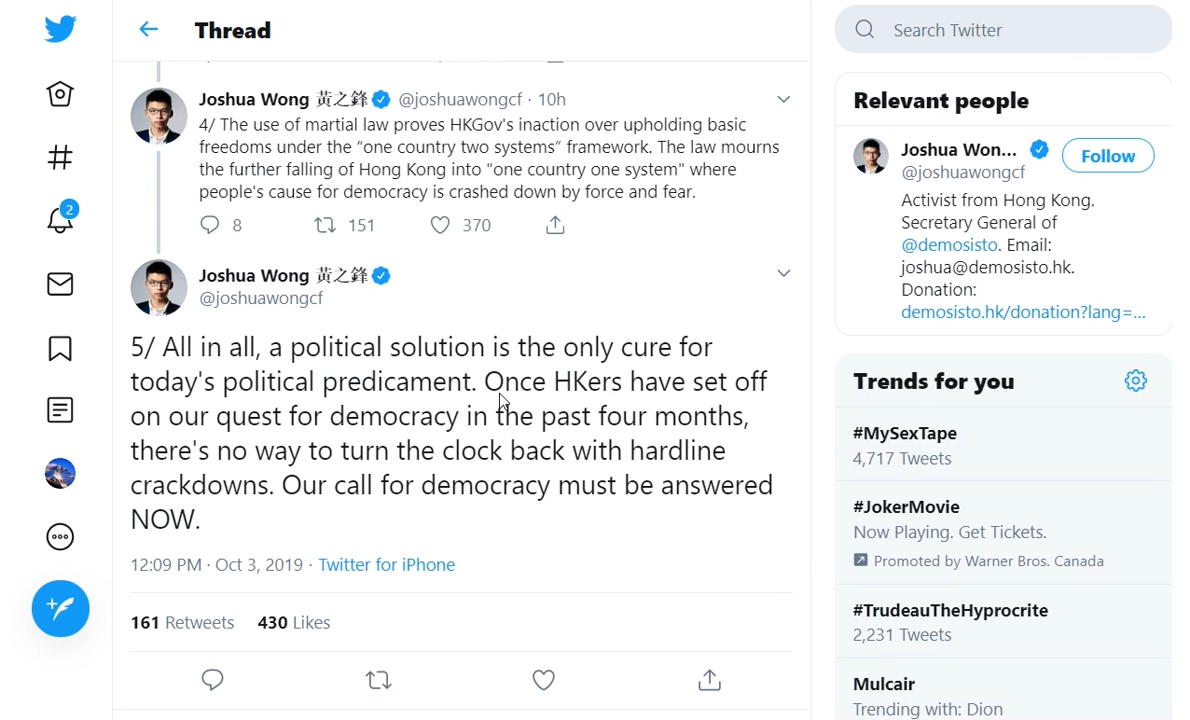 Thread
Search Twitter
Joshua Wong 黃之鋒 @joshuawongcf · 10h
4/ The use of martial law proves HKGov's inaction over upholding basic
freedoms under the “one country two systems” framework. The law mourns
the further falling of Hong Kong into "one country one system" where
people's cause for democracy is crashed down by force and fear.
8 151 370
Joshua Wong 黃之鋒
@joshuawongcf
5/ All in all, a political solution is the only cure for
today's political predicament. Once HKers have set off
on our quest for democracy in the past four months,
there's no way to turn the clock back with hardline
crackdowns. Our call for democracy must be answered
NOW.
12:09 PM · Oct 3, 2019 · Twitter for iPhone
161 Retweets 430 Likes
2
Relevant people
Joshua Won...
@joshuawongcf
Follow
Activist from Hong Kong.
Secretary General of
@demosisto. Email:
joshua@demosisto.hk.
Donation:
demosisto.hk/donation?lang=...
Trends for you
#MySexTape
4,717 Tweets
#JokerMovie
Now Playing. Get Tickets.
Promoted by Warner Bros. Canada
#TrudeauTheHyprocrite
2,231 Tweets
Mulcair
Trending with: Dion